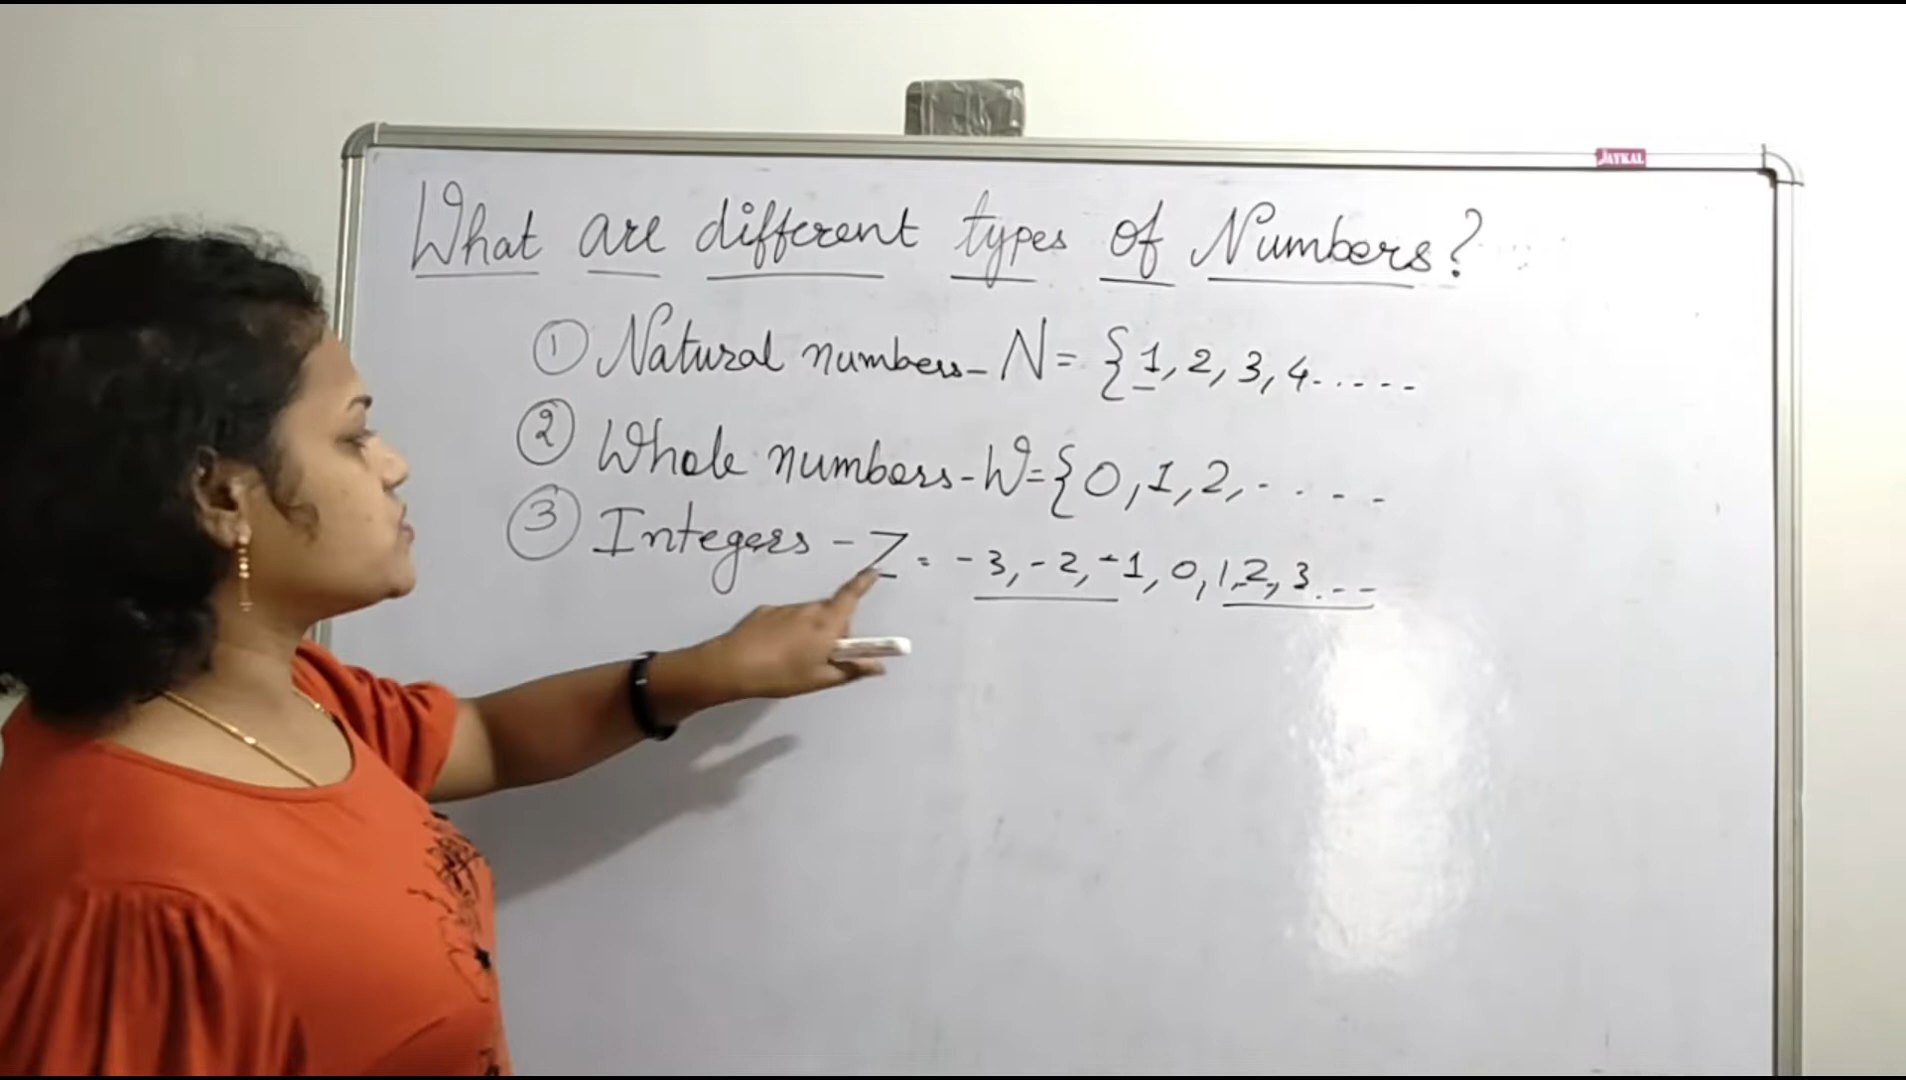 JAYKAL
What are different types of Numbers?
① Natural numbers - N = {1, 2, 3, 4.....
② Whole numbers - W = {0, 1, 2, . . . .
③ Integers - Z = -3, -2, -1, 0, 1, 2, 3...